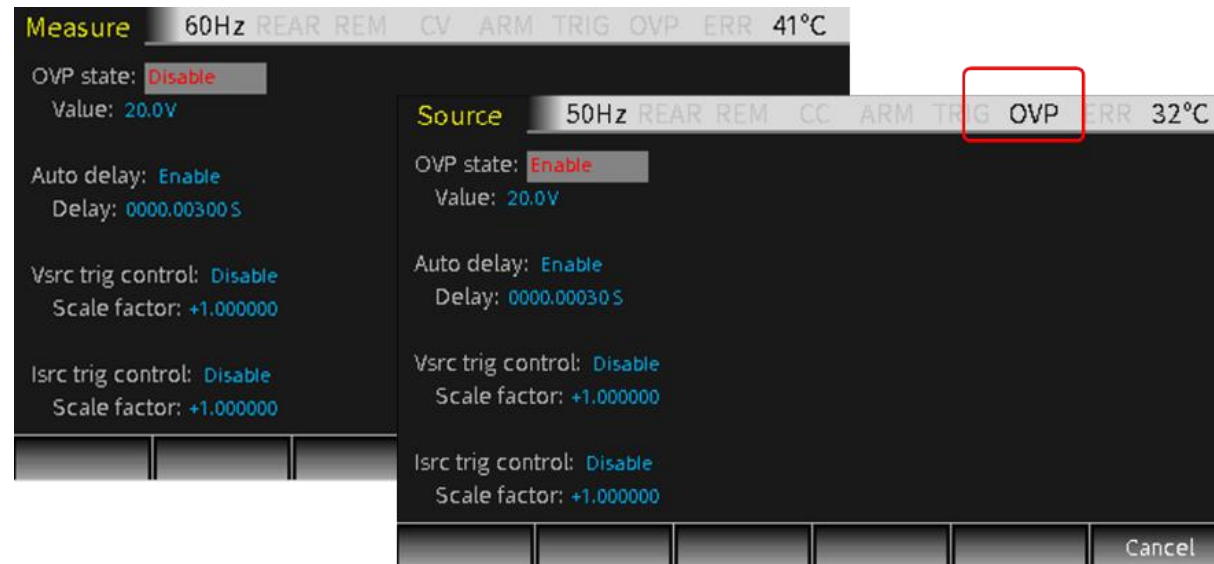 Measure 60Hz REAR REM CV ARM TRIG OVP ERR 41°C
OVP state: Disable
Value: 20.0V
Auto delay: Enable
Delay: 0000.00300 S
Vsrc trig control: Disable
Scale factor: +1.000000
Isrc trig control: Disable
Scale factor: +1.000000
Source 50Hz REAR REM CC ARM TRIG OVP ERR 32°C
OVP state: Enable
Value: 20.0V
Auto delay: Enable
Delay: 0000.00030 S
Vsrc trig control: Disable
Scale factor: +1.000000
Isrc trig control: Disable
Scale factor: +1.000000
Cancel